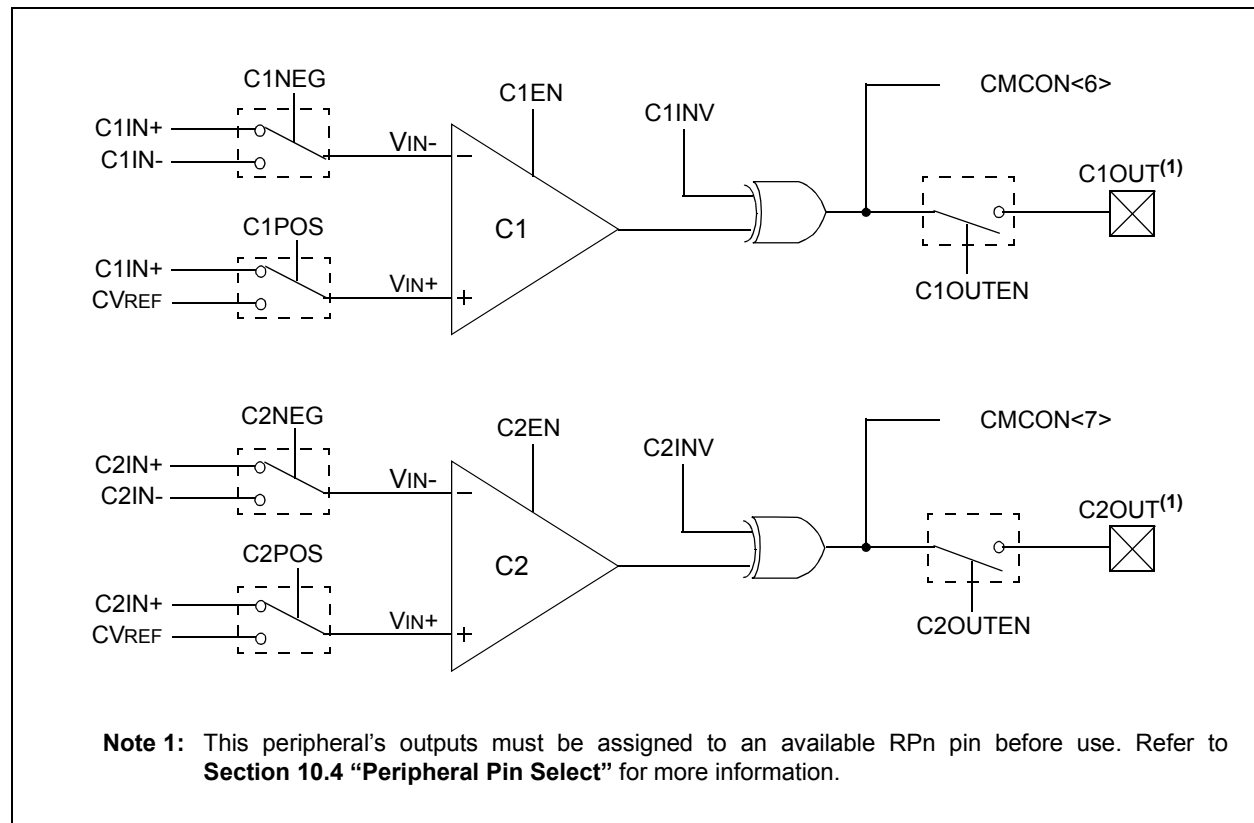 C1NEG
C1EN
C1INV
CMCON<6>
C1IN+
C1IN-
VIN-
−
C1OUT(1)
C1
C1POS
C1IN+
CVREF
VIN+
+
C1OUTEN
C2NEG
C2EN
C2INV
CMCON<7>
C2IN+
C2IN-
VIN-
−
C2OUT(1)
C2
C2POS
C2IN+
CVREF
VIN+
+
C2OUTEN
Note 1: This peripheral's outputs must be assigned to an available RPn pin before use. Refer to
Section 10.4 “Peripheral Pin Select” for more information.